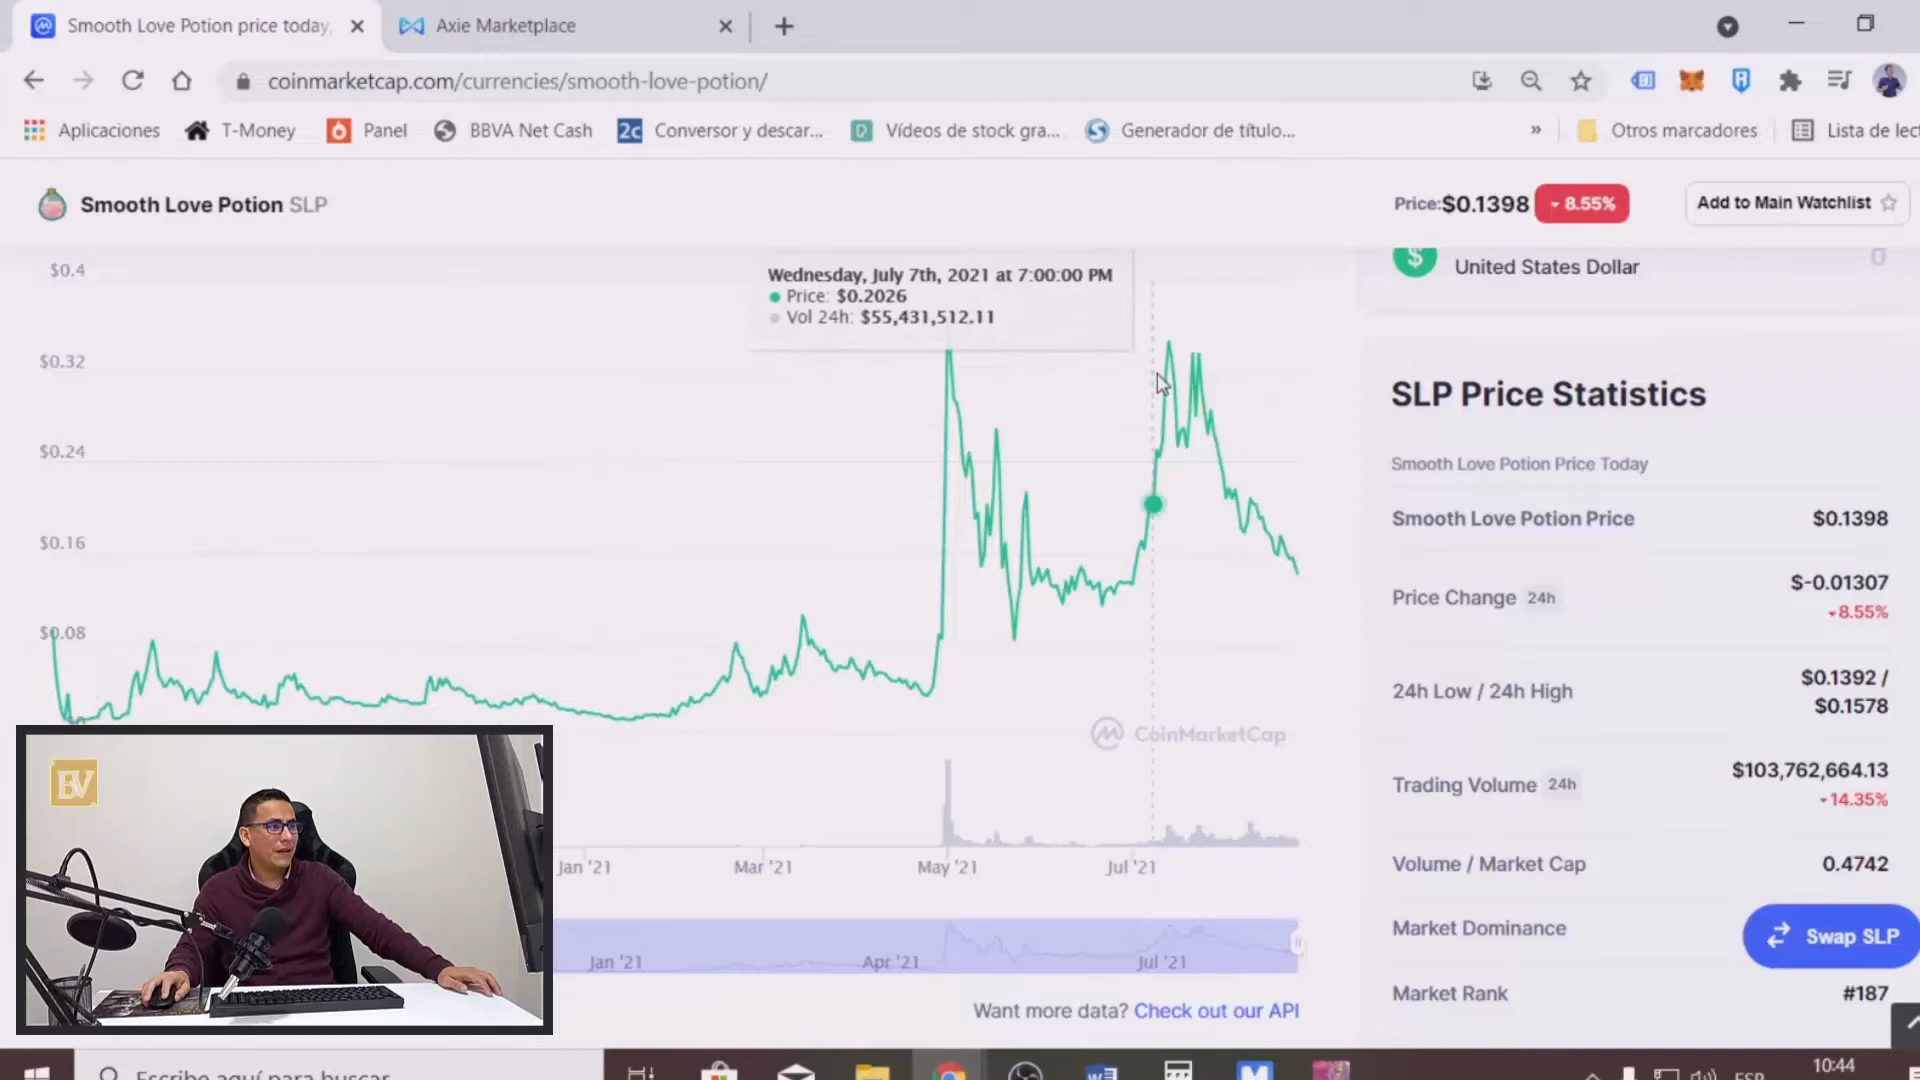 Smooth Love Potion price today,
Axie Marketplace
coinmarketcap.com/currencies/smooth-love-potion/
Aplicaciones
T-Money
Panel
BBVA Net Cash
2c
Conversor y descar...
Vídeos de stock gra...
Generador de título...
»
Otros marcadores
Lista de lect
Smooth Love Potion SLP
Price:$0.1398
8.55%
Add to Main Watchlist
$0.4
$0.32
$0.24
$0.16
$0.08
Wednesday, July 7th, 2021 at 7:00:00 PM
Price: $0.2026
Vol 24h: $55,431,512.11
CoinMarketCap
Jan '21
Mar '21
May '21
Jul '21
Jan '21
Apr '21
Jul '21
Want more data? Check out our API
$
United States Dollar
0
SLP Price Statistics
Smooth Love Potion Price Today
Smooth Love Potion Price
$0.1398
Price Change 24h
$-0.01307
8.55%
24h Low / 24h High
$0.1392 /
$0.1578
Trading Volume 24h
$103,762,664.13
14.35%
Volume / Market Cap
0.4742
Market Dominance
Swap SLP
Market Rank
#187
BV
Escribe aquí para buscar
ESP
10:44